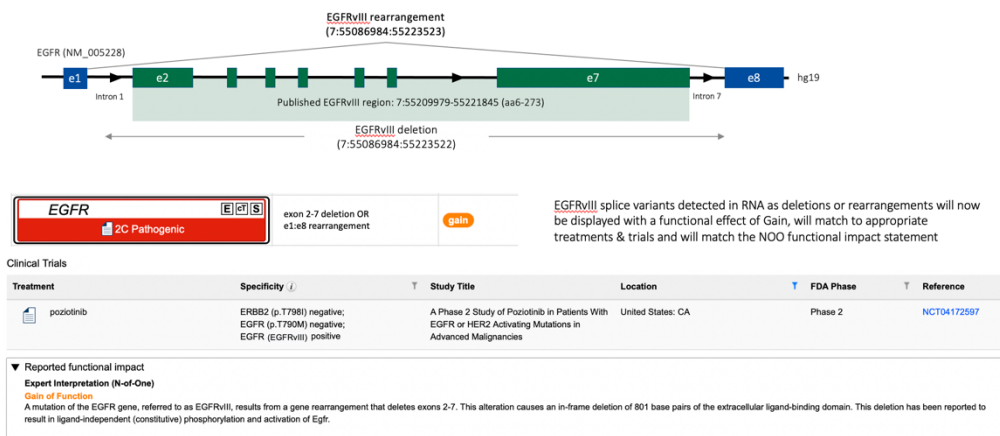 EGFRvIII rearrangement
(7:55086984:55223523)
EGFR (NM_005228)
e1
e2
e7
e8
hg19
Intron 1
Intron 7
Published EGFRvIII region: 7:55209979-55221845 (aa6-273)
EGFRvIII deletion
(7:55086984:55223522)
EGFR
E cT S
2C Pathogenic
exon 2-7 deletion OR
e1:e8 rearrangement
gain
EGFRvIII splice variants detected in RNA as deletions or rearrangements will now
be displayed with a functional effect of Gain, will match to appropriate
treatments & trials and will match the NOO functional impact statement
Clinical Trials
Treatment Specificity i Study Title Location FDA Phase Reference
poziotinib
ERBB2 (p.T798I) negative;
EGFR (p.T790M) negative;
EGFR (EGFRvIII) positive
A Phase 2 Study of Poziotinib in Patients With
EGFR or HER2 Activating Mutations in
Advanced Malignancies
United States: CA
Phase 2
NCT04172597
Reported functional impact
Expert Interpretation (N-of-One)
Gain of Function
A mutation of the EGFR gene, referred to as EGFRvIII, results from a gene rearrangement that deletes exons 2-7. This alteration causes an in-frame deletion of 801 base pairs of the extracellular ligand-binding domain. This deletion has been reported to
result in ligand-independent (constitutive) phosphorylation and activation of Egfr.